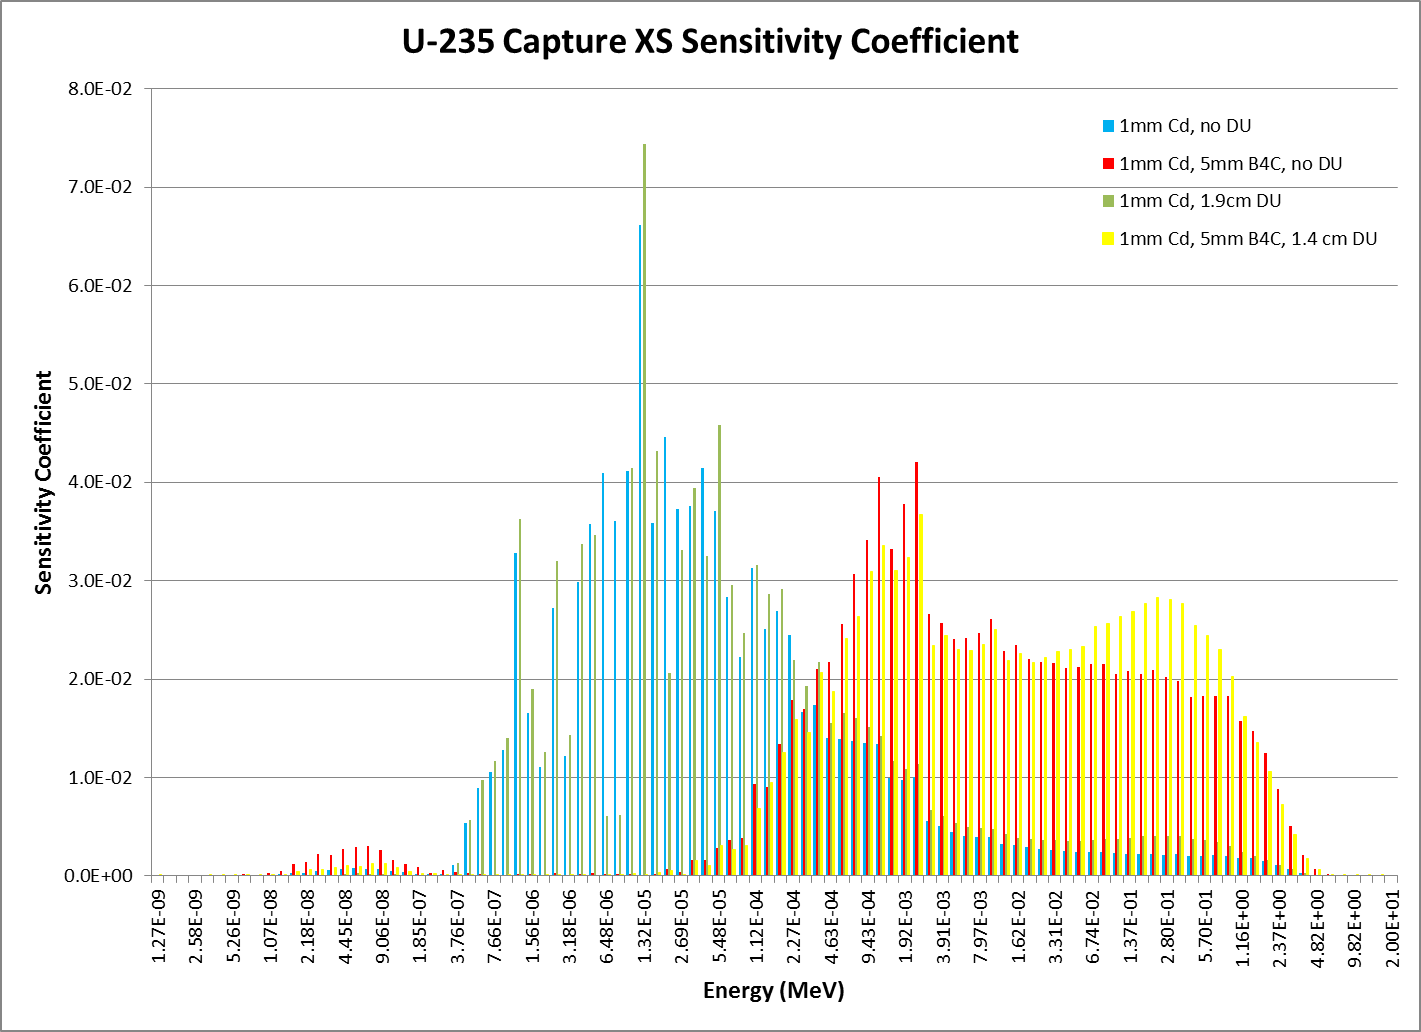 U-235 Capture XS Sensitivity Coefficient
8.0E-02
7.0E-02
6.0E-02
5.0E-02
4.0E-02
3.0E-02
2.0E-02
1.0E-02
0.0E+00
Sensitivity Coefficient
1mm Cd, no DU
1mm Cd, 5mm B4C, no DU
1mm Cd, 1.9cm DU
1mm Cd, 5mm B4C, 1.4 cm DU
1.27E-09
2.58E-09
5.26E-09
1.07E-08
2.18E-08
4.45E-08
9.06E-08
1.85E-07
3.76E-07
7.66E-07
1.56E-06
3.18E-06
6.48E-06
1.32E-05
2.69E-05
5.48E-05
1.12E-04
2.27E-04
4.63E-04
9.43E-04
1.92E-03
3.91E-03
7.97E-03
1.62E-02
3.31E-02
6.74E-02
1.37E-01
2.80E-01
5.70E-01
1.16E+00
2.37E+00
4.82E+00
9.82E+00
2.00E+01
Energy (MeV)